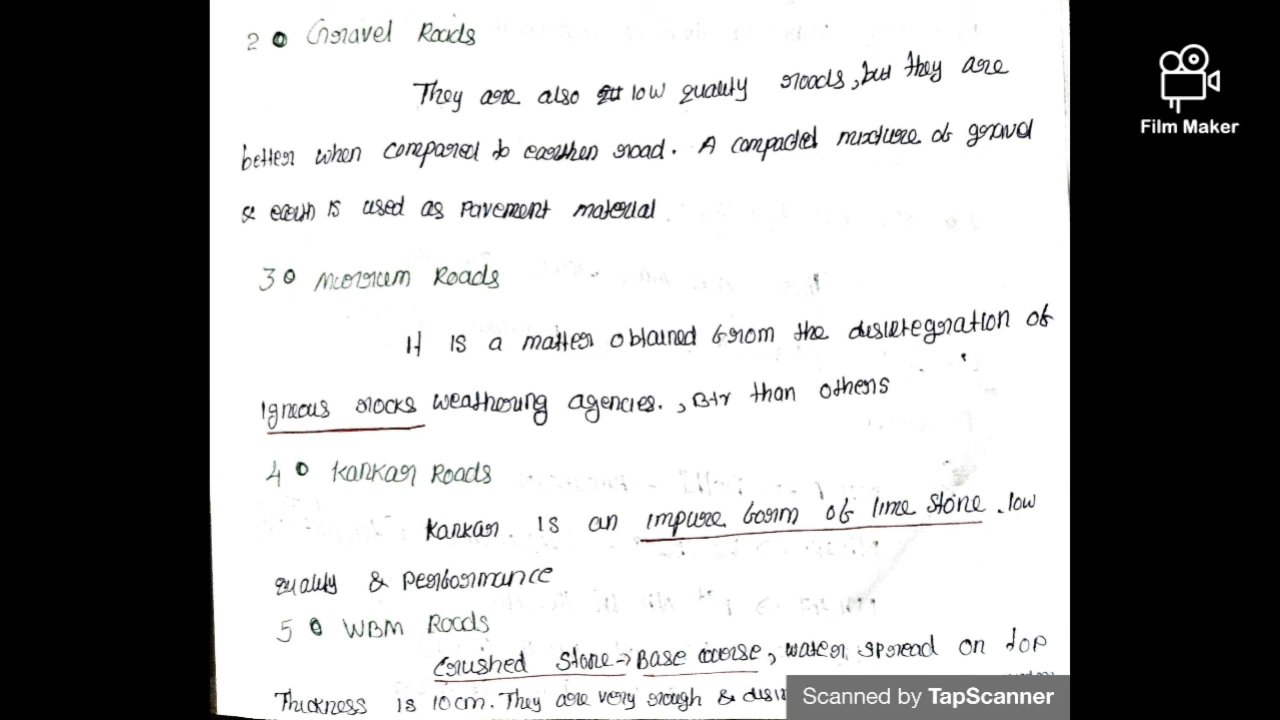 2 Gravel Roads
They are also low quality roads, but they are
better when compared to earthen road. A compacted mixture of gravel
& earth is used as pavement material
3 Morrum Roads
It is a matter obtained from the disintegration of
Igneous rocks weathering agencies. , Btr than others
4 Kankar Roads
Kankar. Is an impure form of lime stone. low
quality & Performance
5 WBM Roads
Crushed stone → Base course, water spread on top
Thickness is 10cm. They are very rough &
Film Maker
Scanned by TapScanner